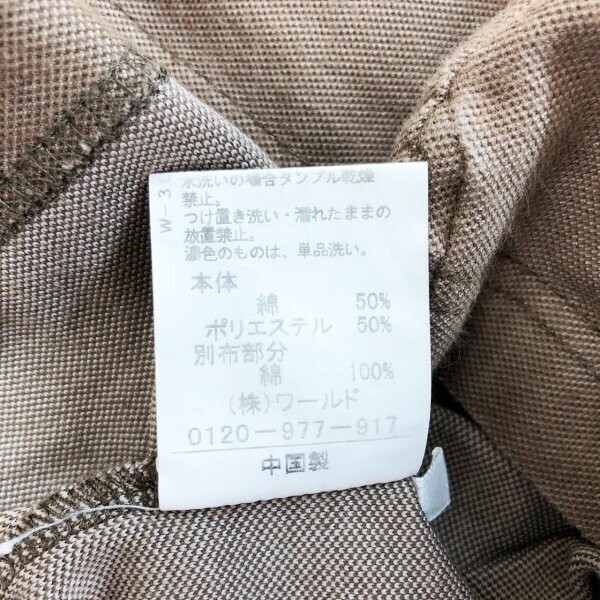 水洗いの場合タンブル乾燥
禁止。
つけ置き洗い・濡れたままの
放置禁止。
濃色のものは、単品洗い。
本体
綿 50%
ポリエステル 50%
別布部分
綿 100%
(株)ワールド
0120-977-917
中国製
W-3